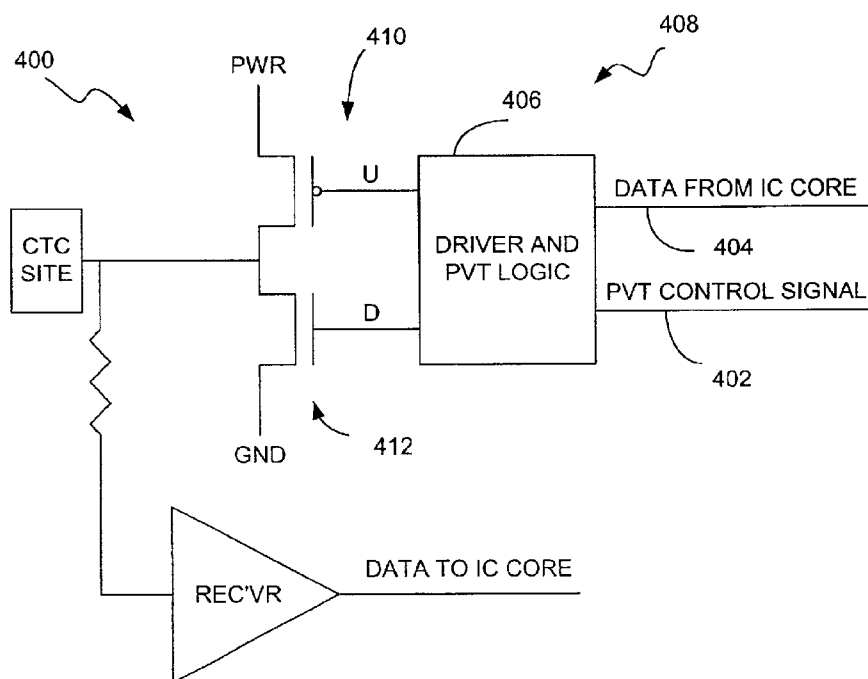 400
410
408
PWR
406
U
DATA FROM IC CORE
CTC
SITE
DRIVER AND
PVT LOGIC
404
PVT CONTROL SIGNAL
D
402
GND
412
REC'VR
DATA TO IC CORE